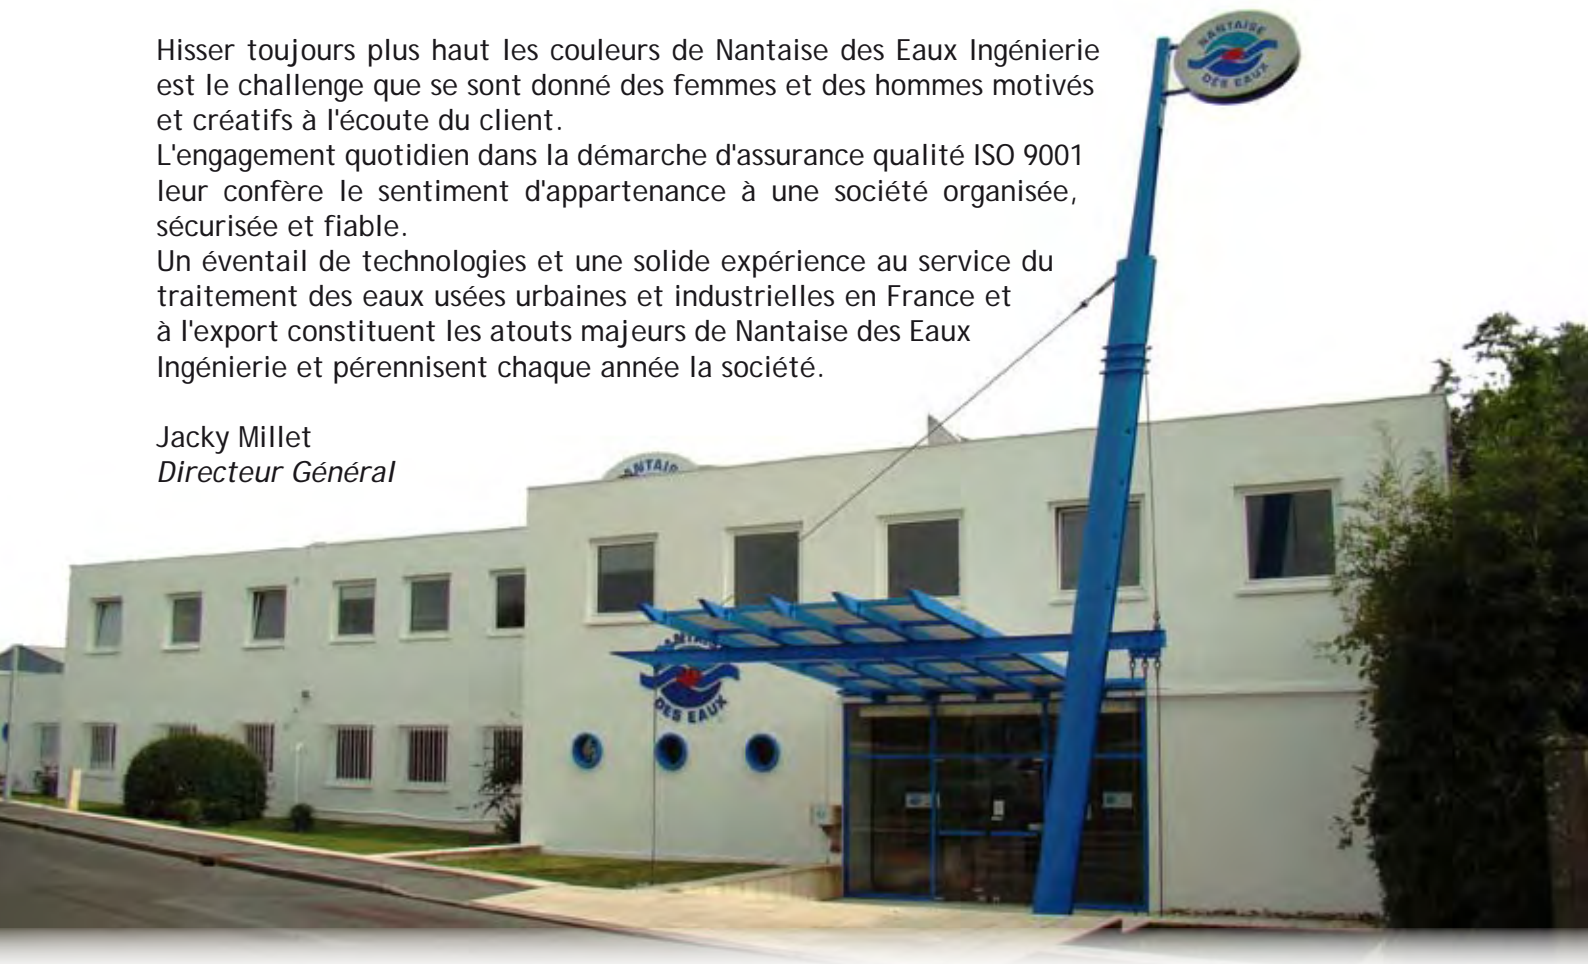 Hisser toujours plus haut les couleurs de Nantaise des Eaux Ingénierie
est le challenge que se sont donné des femmes et des hommes motivés
et créatifs à l'écoute du client.
L'engagement quotidien dans la démarche d'assurance qualité ISO 9001
leur confère le sentiment d'appartenance à une société organisée,
sécurisée et fiable.
Un éventail de technologies et une solide expérience au service du
traitement des eaux usées urbaines et industrielles en France et
à l'export constituent les atouts majeurs de Nantaise des Eaux
Ingénierie et pérennisent chaque année la société.
Jacky Millet
Directeur Général
NANTAISE
DES EAUX
NANTAIS
NANTAISE
DES EAUX